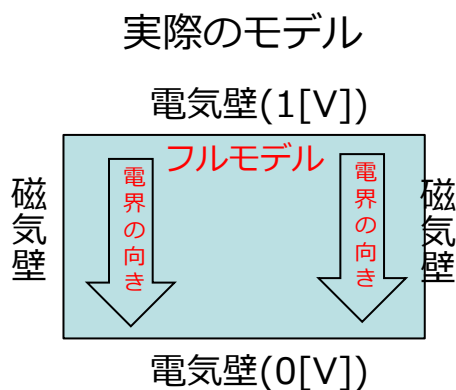 実際のモデル
電気壁(1[V])
フルモデル
磁気壁
電界の向き
電界の向き
磁気壁
電気壁(0[V])